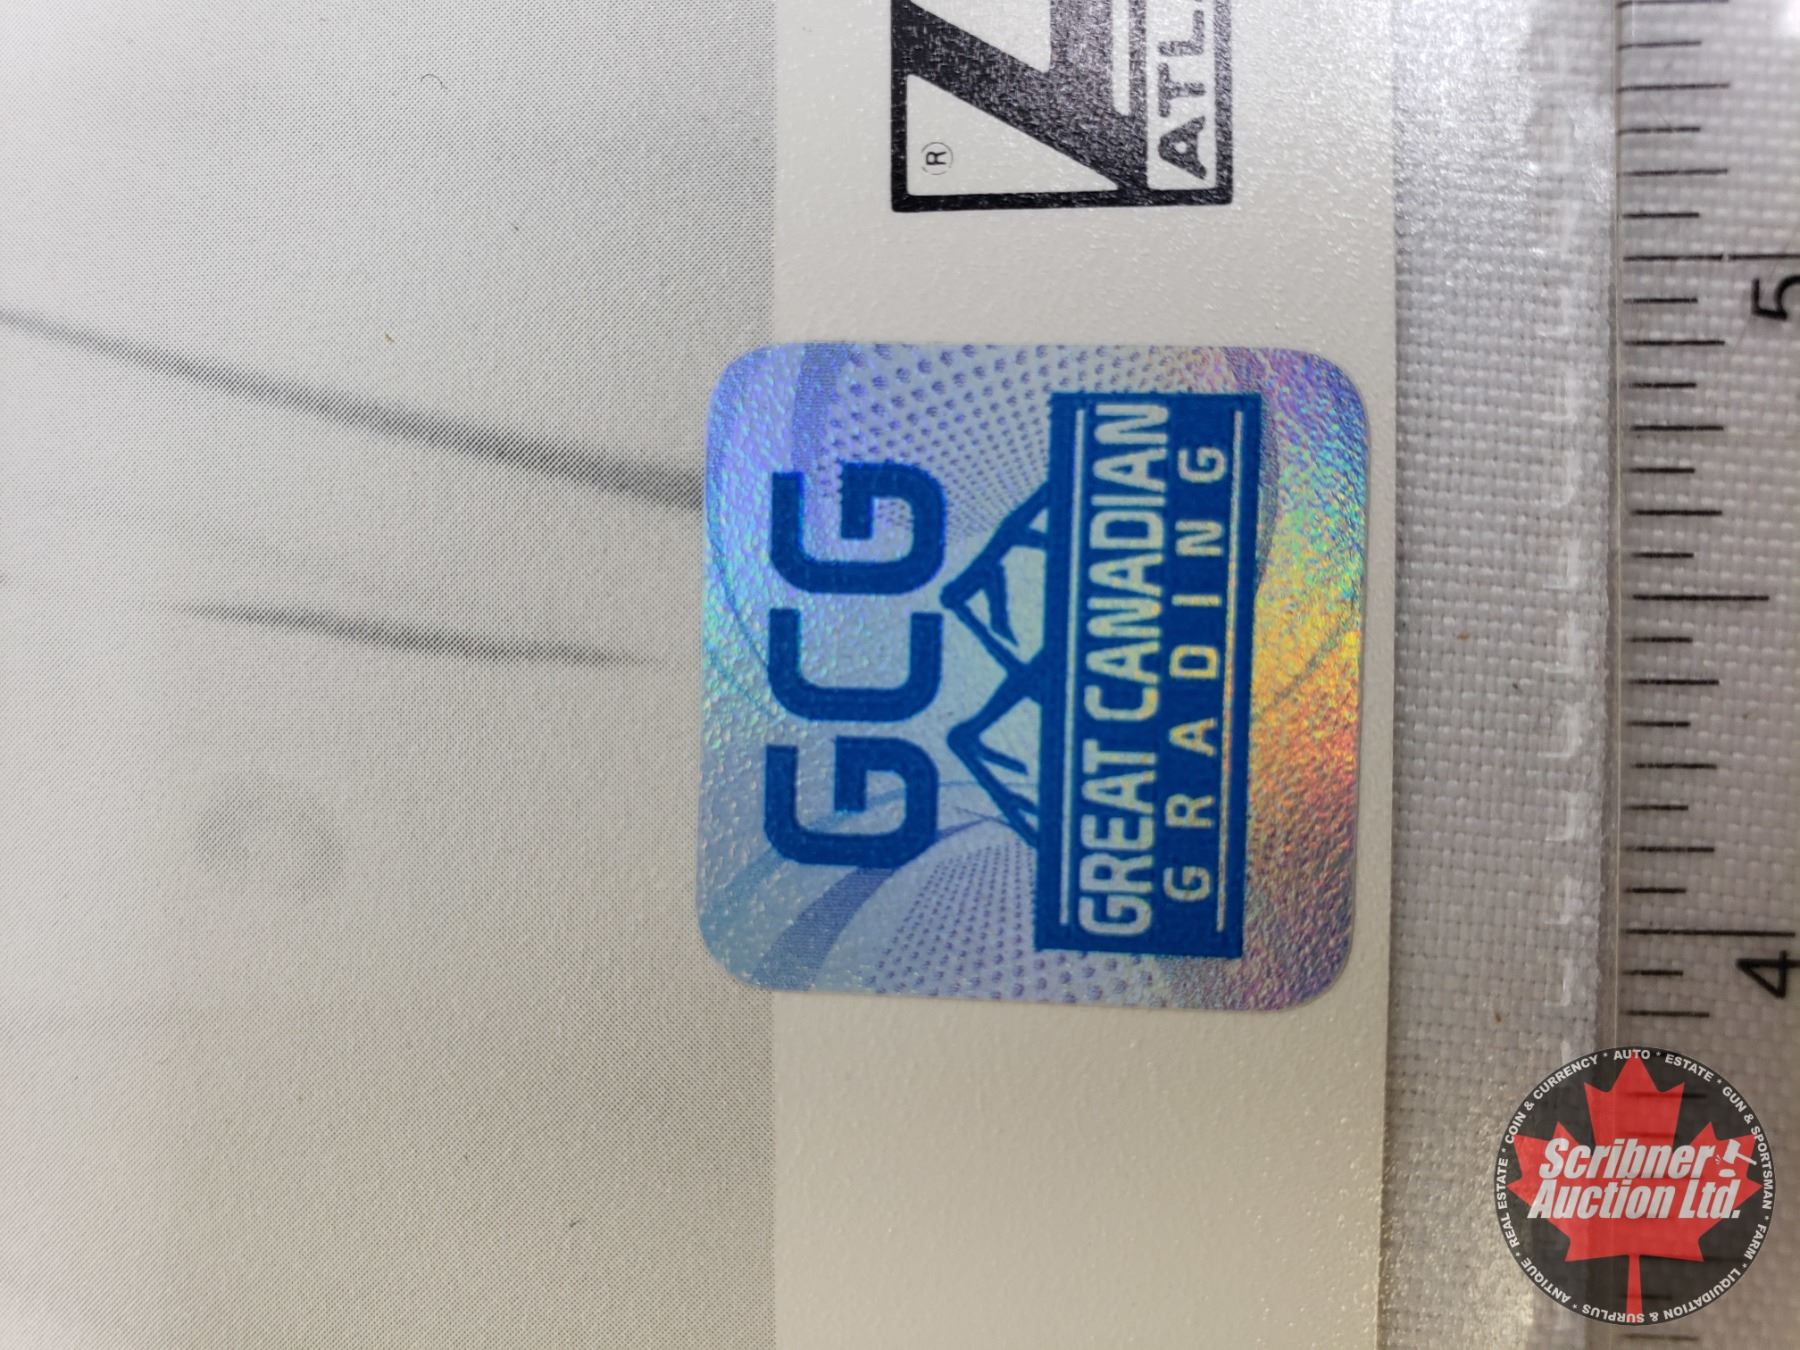 ®
ATL
GCG
GREAT CANADIAN
GRADING
5
4
COIN & CURRENCY * AUTO * ESTATE * GUN & SPORTSMAN * FARM * LIQUIDATION & SURPLUS * ANTIQUE * REAL ESTATE *
Scribner
Auction Ltd.